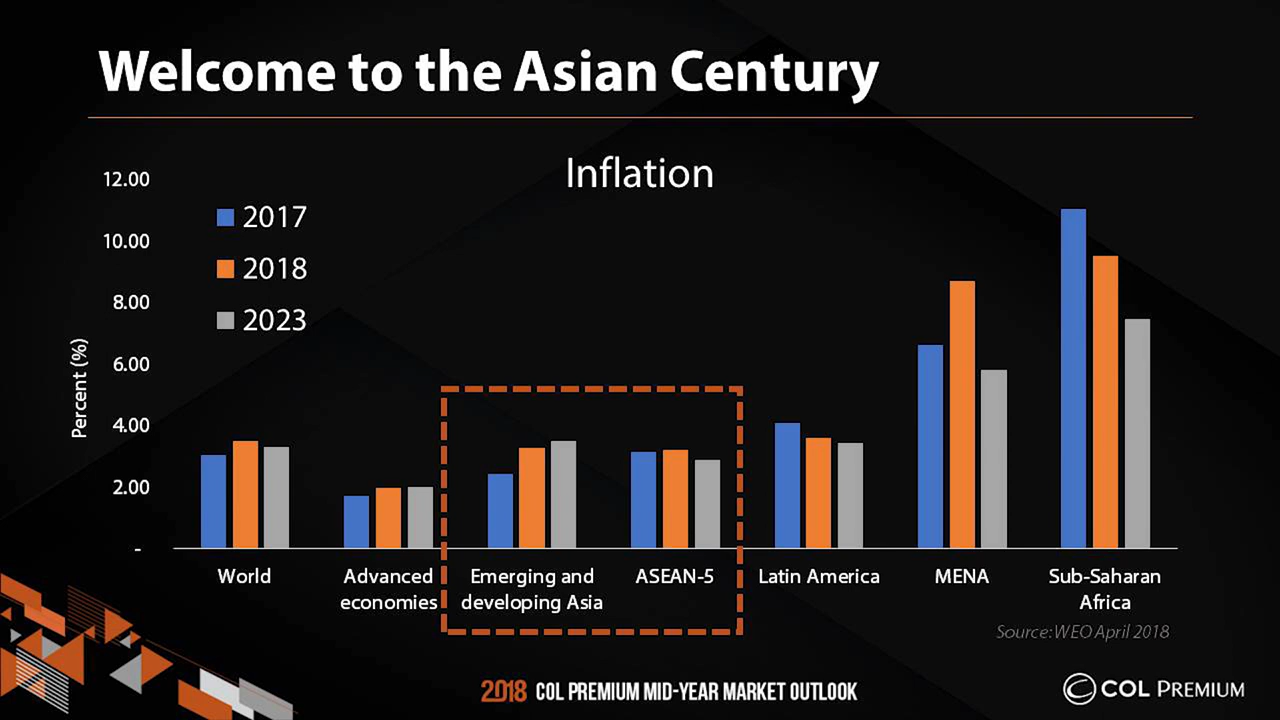 Welcome to the Asian Century
Inflation
12.00
10.00
8.00
6.00
4.00
2.00
-
Percent (%)
2017
2018
2023
World
Advanced
economies
Emerging and
developing Asia
ASEAN-5
Latin America
MENA
Sub-Saharan
Africa
Source: WEO April 2018
2018 COL PREMIUM MID-YEAR MARKET OUTLOOK
COL PREMIUM